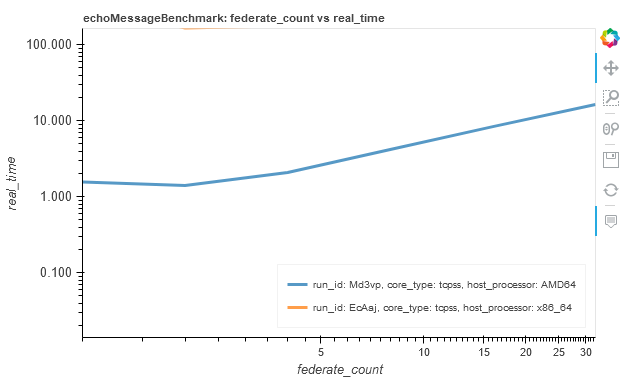 echoMessageBenchmark: federate_count vs real_time
100.000
10.000
1.000
0.100
real_time
run_id: Md3vp, core_type: tcpss, host_processor: AMD64
run_id: EcAaj, core_type: tcpss, host_processor: x86_64
5
10
15
20
25
30
federate_count